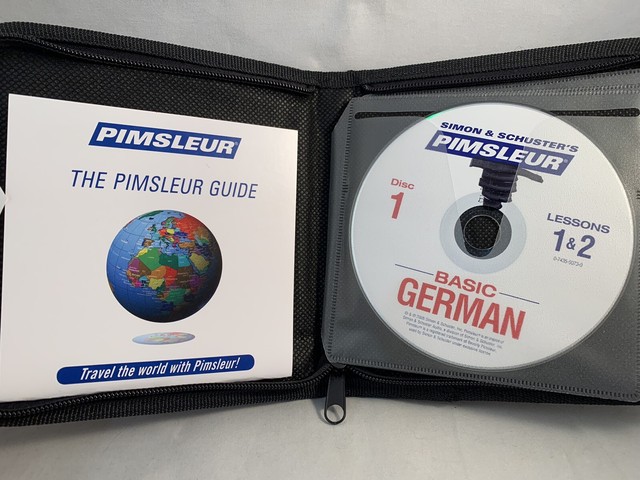 PIMSLEUR
THE PIMSLEUR GUIDE
Travel the world with Pimsleur!
SIMON & SCHUSTER'S
PIMSLEUR®
Disc
1
LESSONS
1 & 2
BASIC
GERMAN